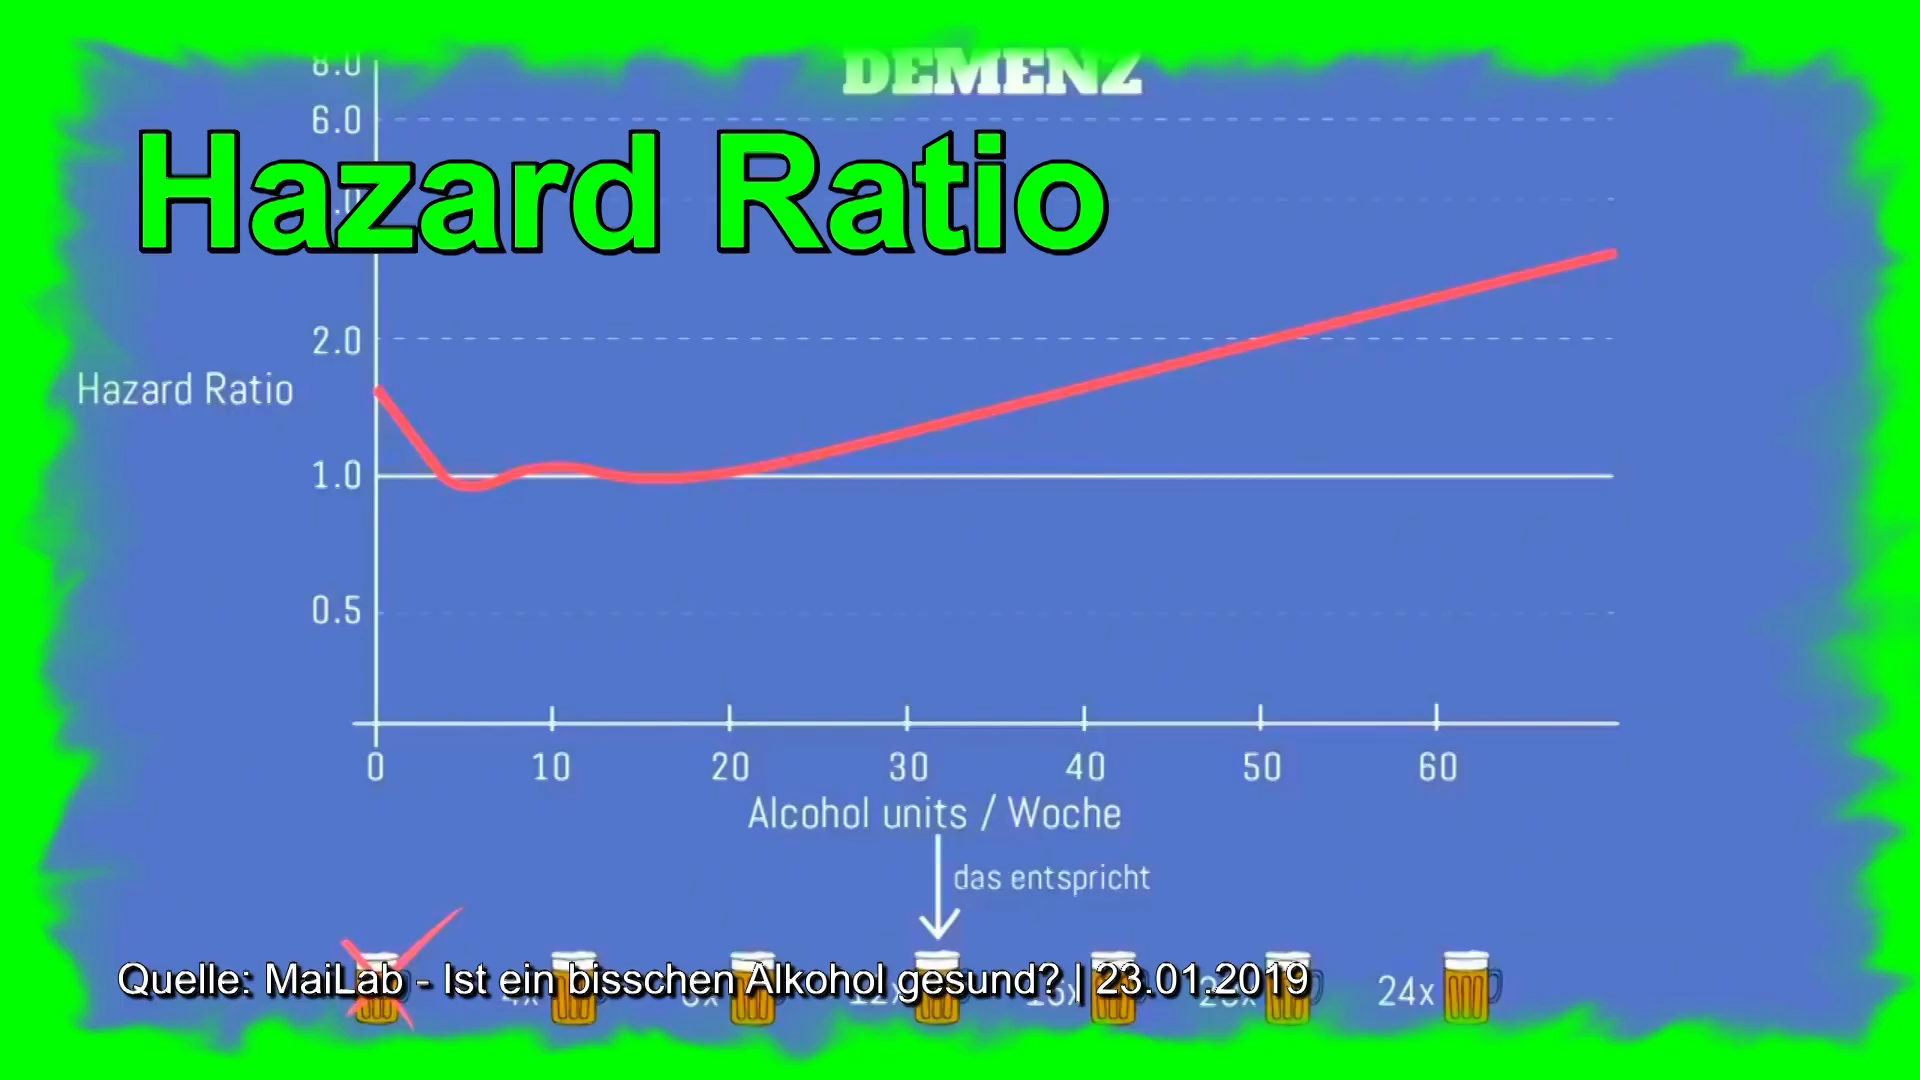 DEMENZ
8.0
6.0
Hazard Ratio
2.0
Hazard Ratio
1.0
0.5
0 10 20 30 40 50 60
Alcohol units / Woche
das entspricht
Quelle: MaiLab - Ist ein bisschen Alkohol gesund? | 23.01.2019
24x